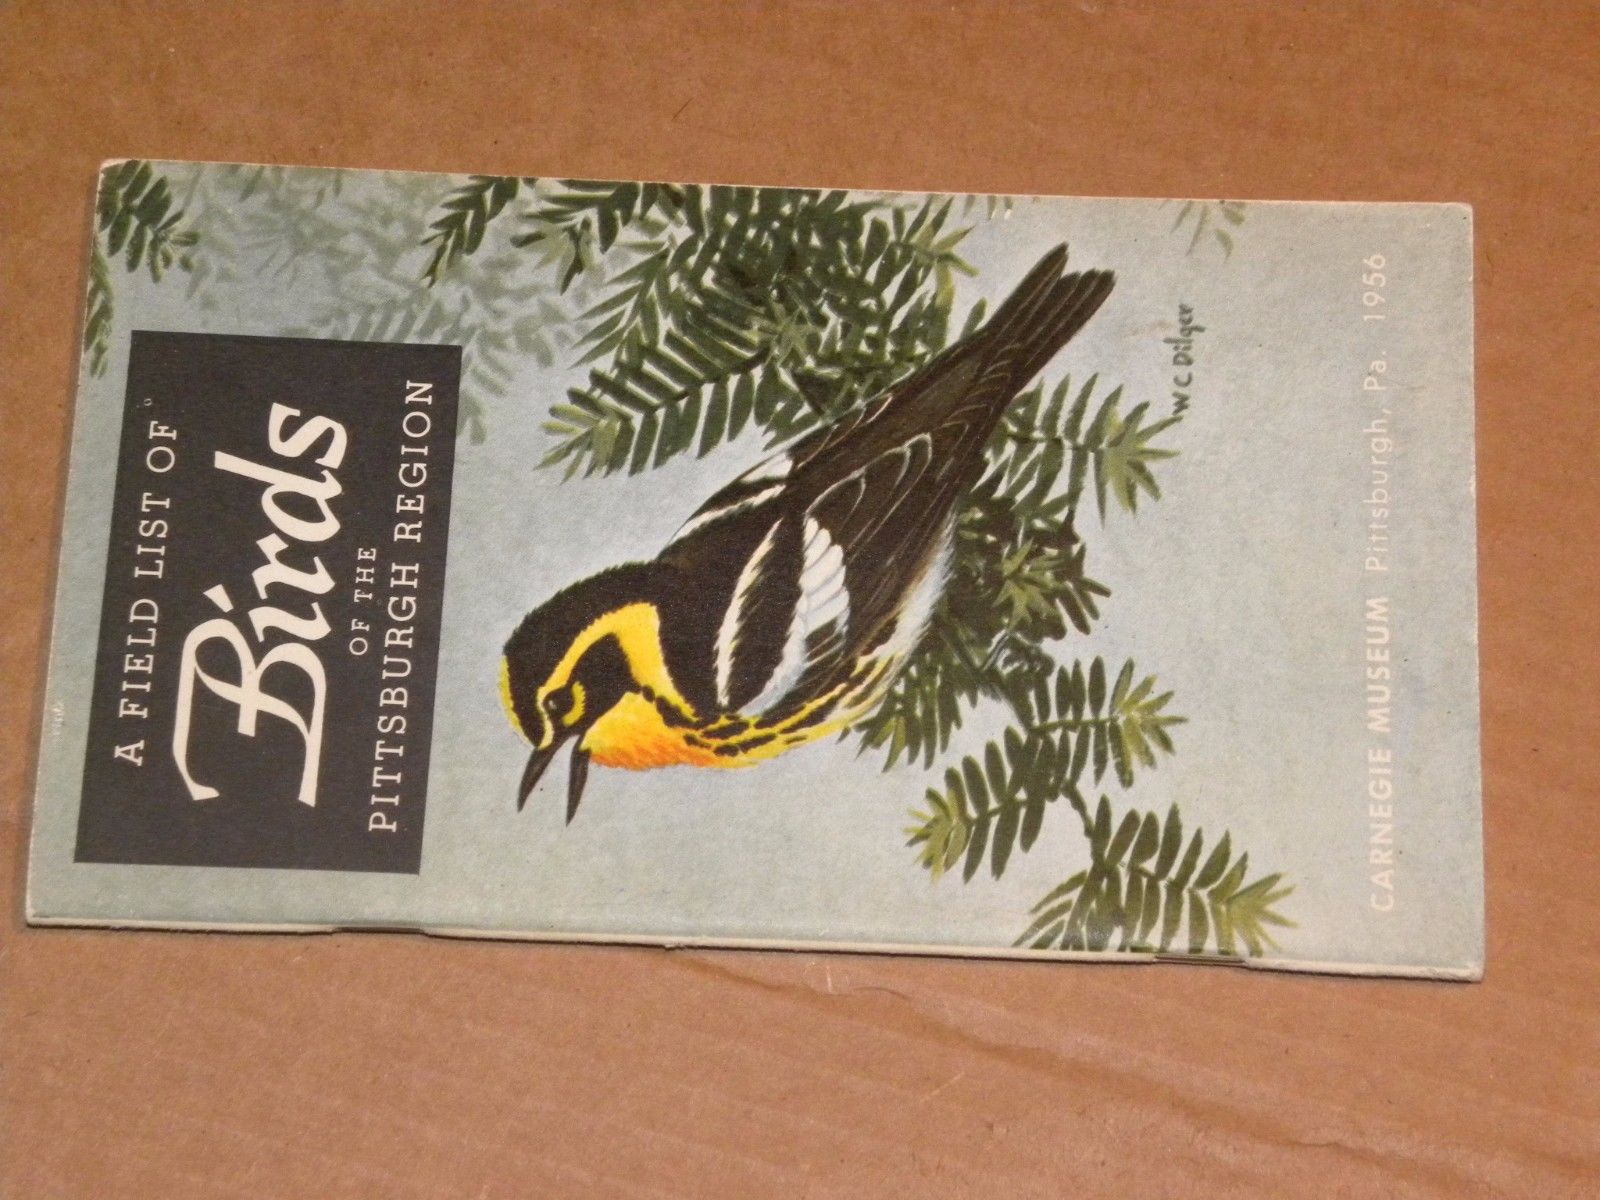 A FIELD LIST OF
Birds
OF THE
PITTSBURGH REGION
W C Dilger
CARNEGIE MUSEUM Pittsburgh, Pa. 1956